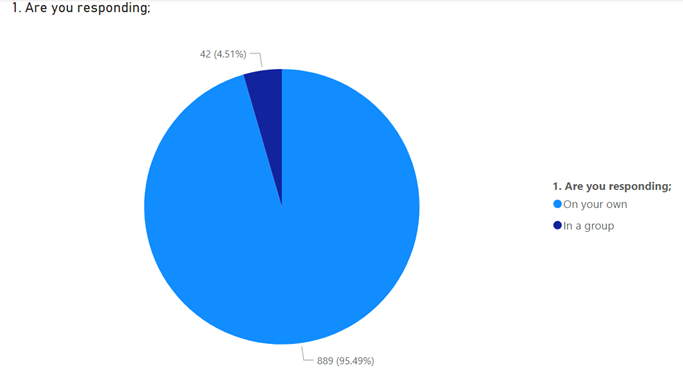 1. Are you responding;
42 (4.51%)
1. Are you responding;
On your own
In a group
889 (95.49%)